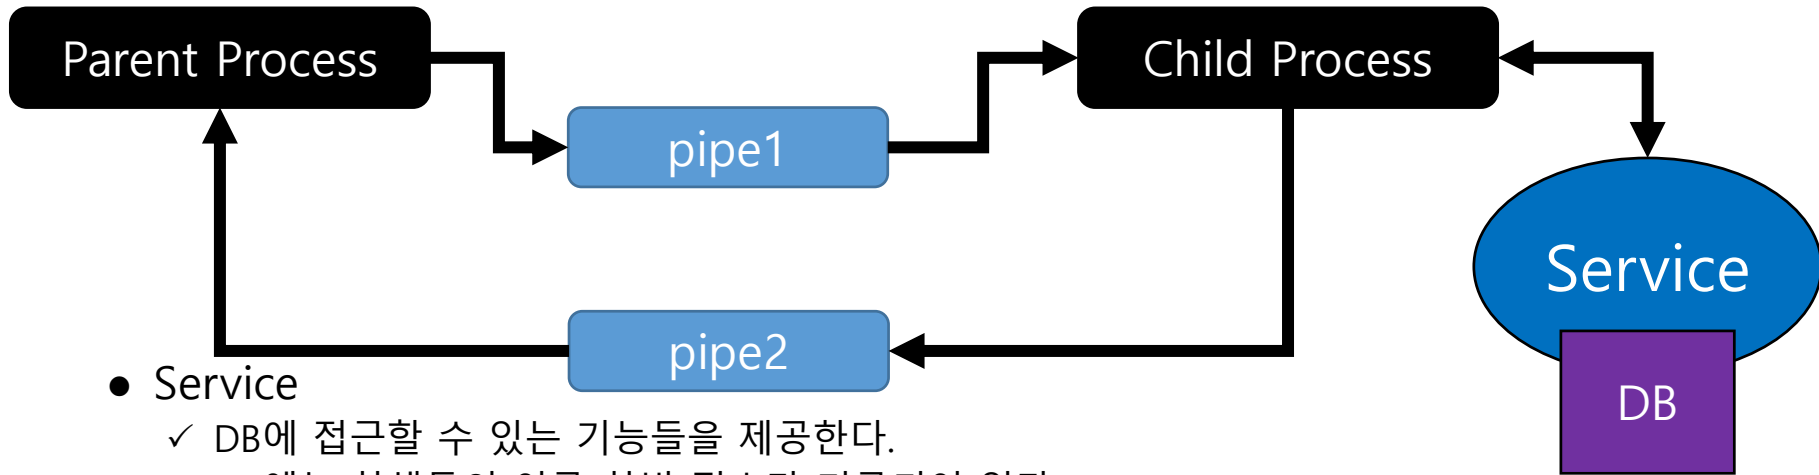 Parent Process
Child Process
pipe1
Service
pipe2
DB
● Service
✓ DB에 접근할 수 있는 기능들을 제공한다.